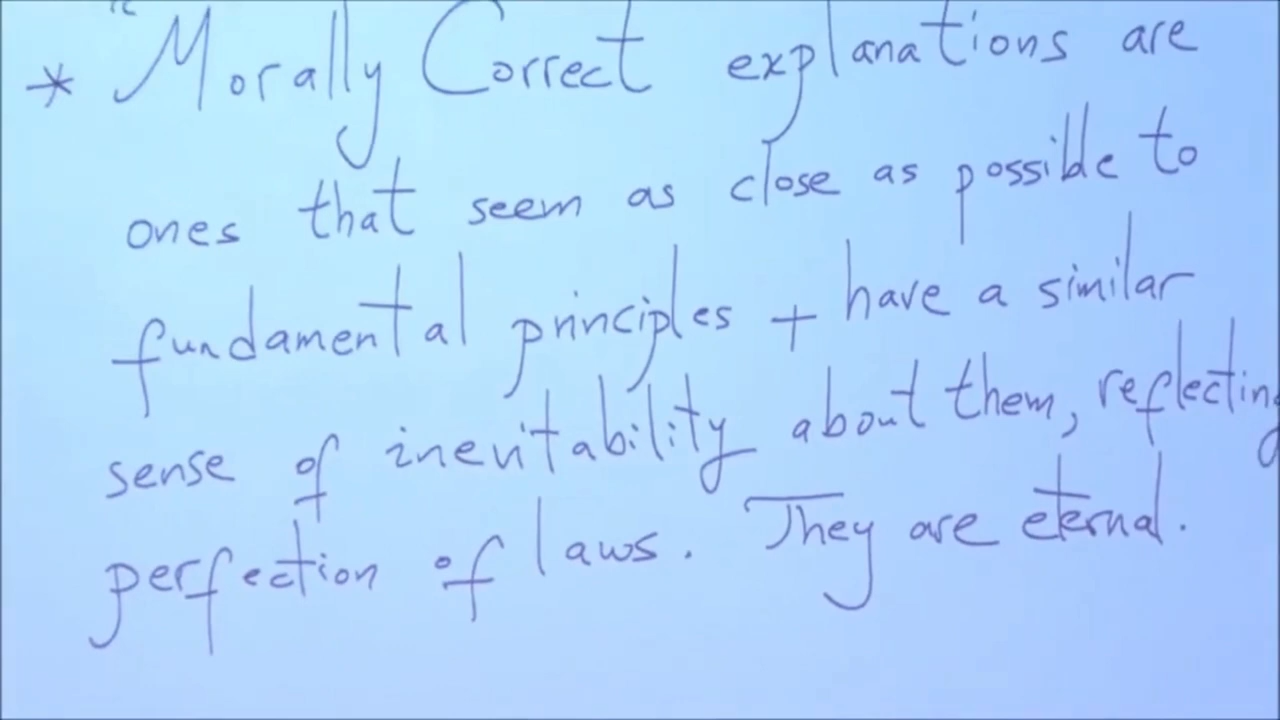 * Morally Correct explanations are
ones that seem as close as possible to
fundamental principles + have a similar
sense of inevitability about them, reflecting
perfection of laws. They are eternal.